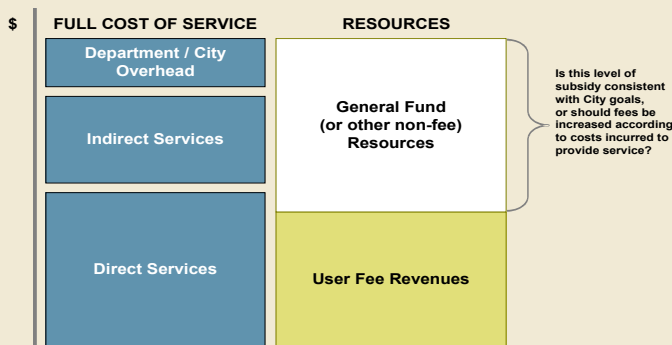 $
FULL COST OF SERVICE
RESOURCES
Department / City
Overhead
Indirect Services
Direct Services
General Fund
(or other non-fee)
Resources
User Fee Revenues
Is this level of
subsidy consistent
with City goals,
or should fees be
increased according
to costs incurred to
provide service?